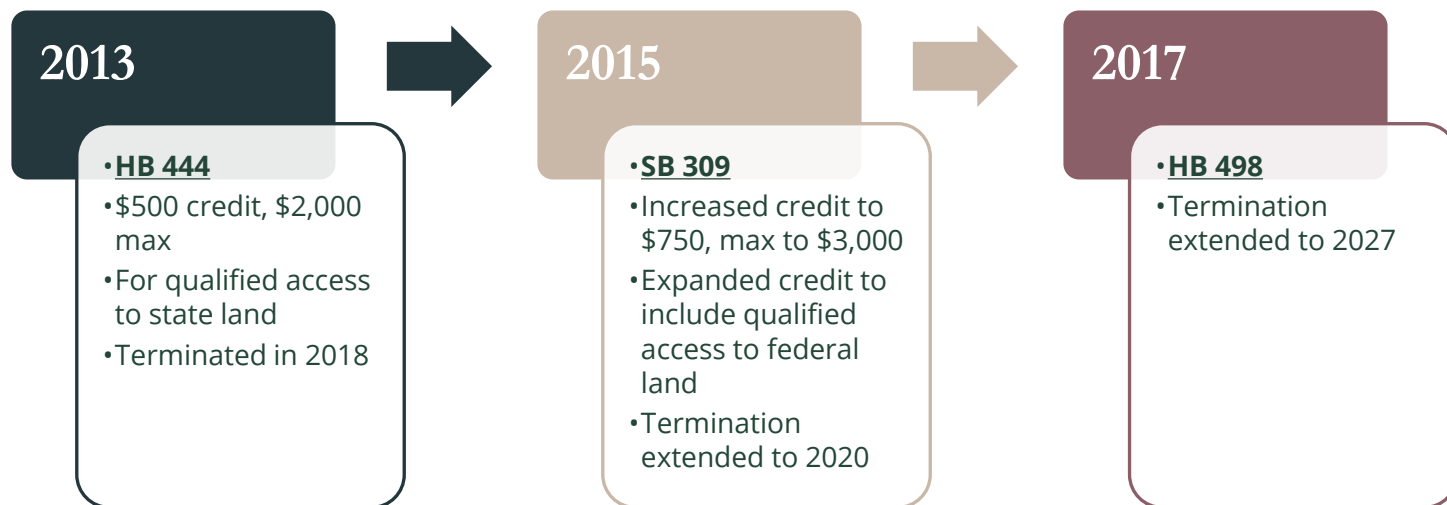 2013
•HB 444
•$500 credit, $2,000
max
•For qualified access
to state land
•Terminated in 2018
2015
•SB 309
•Increased credit to
$750, max to $3,000
•Expanded credit to
include qualified
access to federal
land
•Termination
extended to 2020
2017
•HB 498
•Termination
extended to 2027